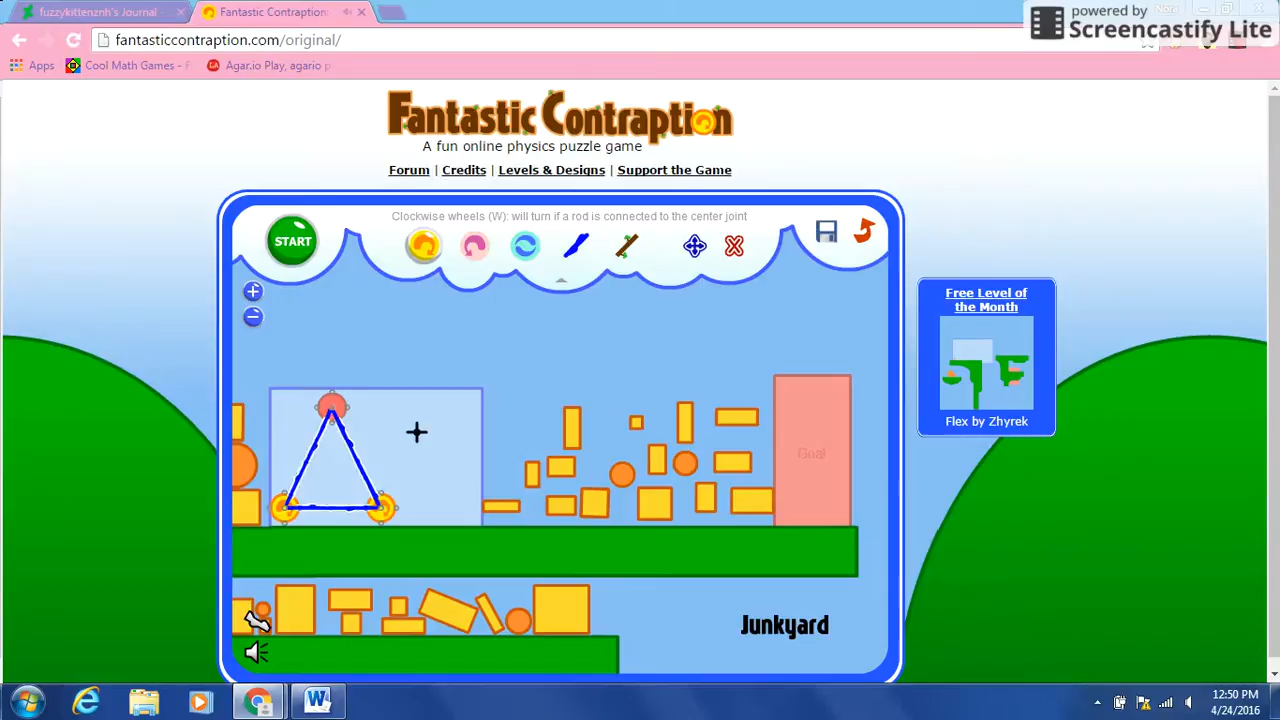 fuzzykittenznh's Journal
Fantastic Contraption:
powered by
Screencastify Lite
fantasticcontraption.com/original/
Apps
Cool Math Games - F
Agar.io Play, agario p
Fantastic Contraption
A fun online physics puzzle game
Forum | Credits | Levels & Designs | Support the Game
START
Clockwise wheels (W): will turn if a rod is connected to the center joint
Free Level of
the Month
Flex by Zhyrek
Goal
Junkyard
12:50 PM
4/24/2016